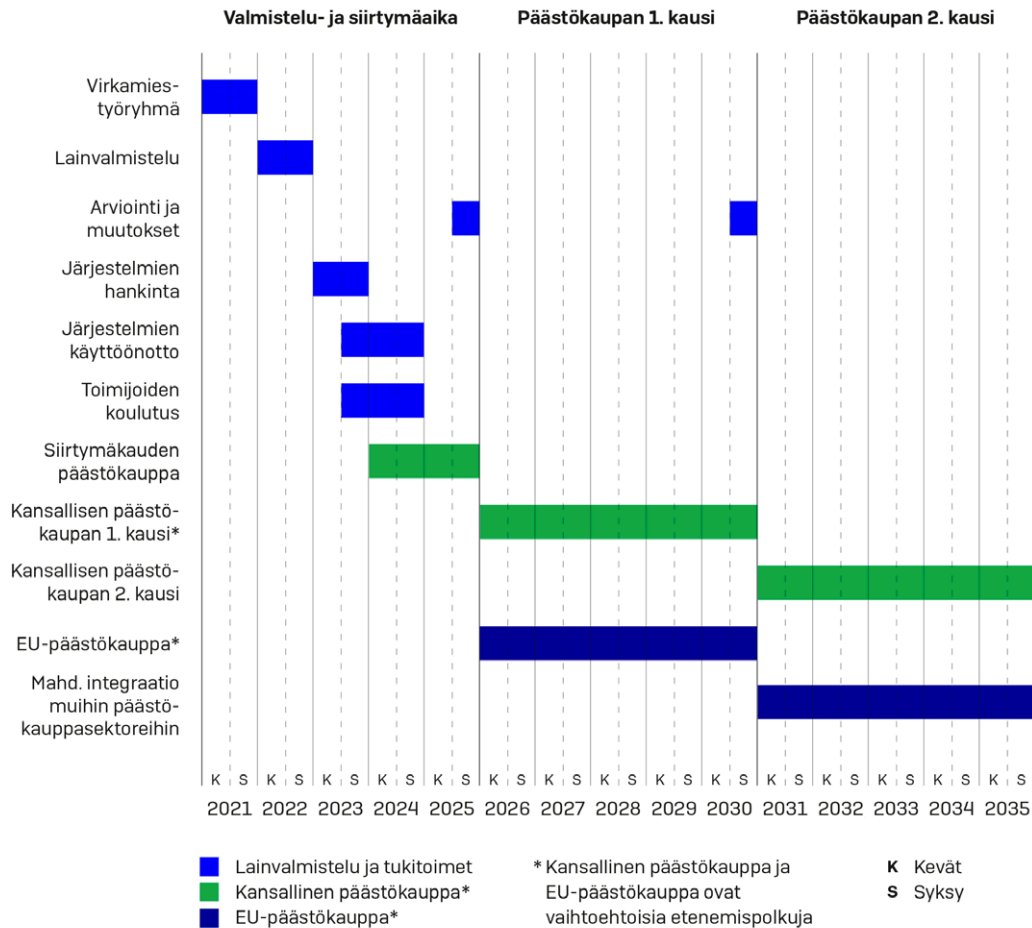 Valmistelu- ja siirtymäaika
Päästökaupan 1. kausi
Päästökaupan 2. kausi
Virkamies-
työryhmä
Lainvalmistelu
Arviointi ja
muutokset
Järjestelmien
hankinta
Järjestelmien
käyttöönotto
Toimijoiden
koulutus
Siirtymäkauden
päästökauppa
Kansallisen päästö-
kaupan 1. kausi*
Kansallisen päästö-
kaupan 2. kausi
EU-päästökauppa*
Mahd. integraatio
muihin päästö-
kauppasektoreihin
K S K S K S K S K S K S K S K S K S K S K S K S K S K S K S
2021 2022 2023 2024 2025 2026 2027 2028 2029 2030 2031 2032 2033 2034 2035
Lainvalmistelu ja tukitoimet
Kansallinen päästökauppa*
EU-päästökauppa*
* Kansallinen päästökauppa ja
EU-päästökauppa ovat
vaihtoehtoisia etenemispolkuja
K Kevät
S Syksy